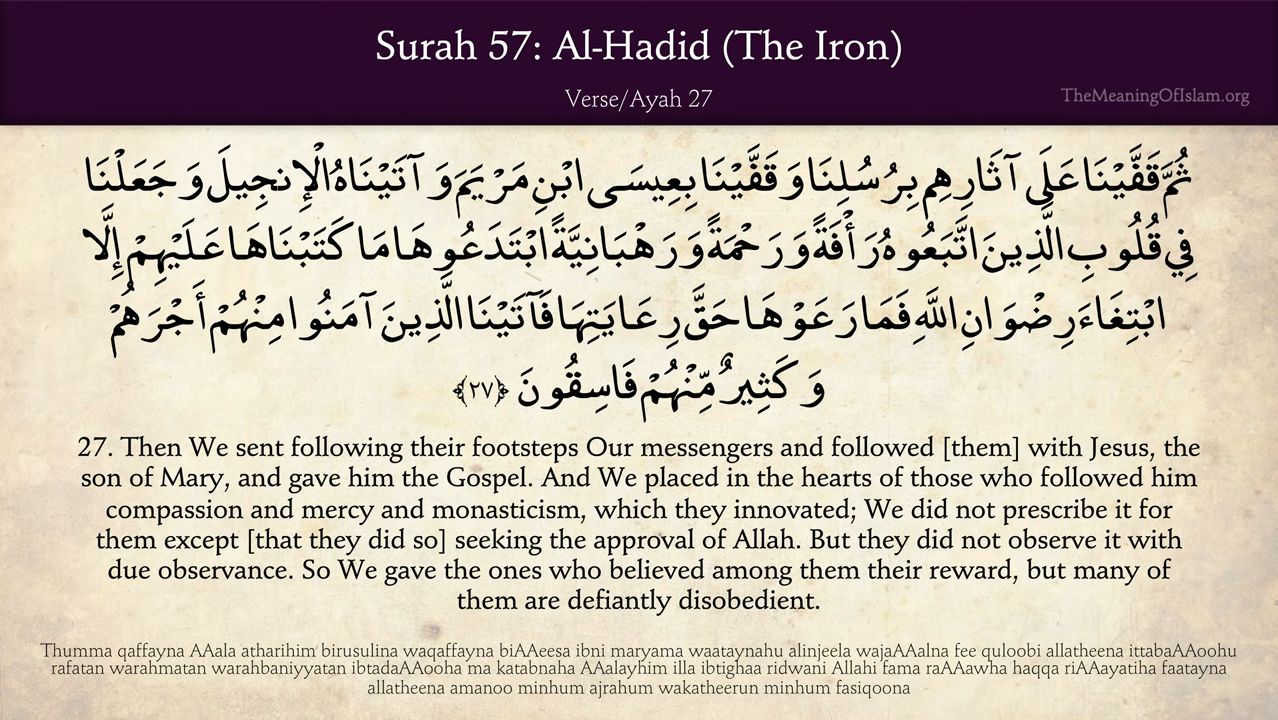 Surah 57: Al-Hadid (The Iron)
Verse/Ayah 27
TheMeaningOfIslam.org
ثُمَّ قَفَّيْنَا عَلَى آثَارِهِم بِرُسُلِنَا وَقَفَّيْنَا بِعِيسَى ابْنِ مَرْيَمَ وَآتَيْنَاهُ الْإِنجِيلَ وَجَعَلْنَا
فِي قُلُوبِ الَّذِينَ اتَّبَعُوهُ رَأْفَةً وَرَحْمَةً وَرَهْبَانِيَّةً ابْتَدَعُوهَا مَا كَتَبْنَاهَا عَلَيْهِمْ إِلَّا
ابْتِغَاءَ رِضْوَانِ اللَّهِ فَمَا رَعَوْهَا حَقَّ رِعَايَتِهَا فَآتَيْنَا الَّذِينَ آمَنُوا مِنْهُمْ أَجْرَهُمْ
وَكَثِيرٌ مِّنْهُمْ فَاسِقُونَ ﴿٢٧﴾
27. Then We sent following their footsteps Our messengers and followed [them] with Jesus, the
son of Mary, and gave him the Gospel. And We placed in the hearts of those who followed him
compassion and mercy and monasticism, which they innovated; We did not prescribe it for
them except [that they did so] seeking the approval of Allah. But they did not observe it with
due observance. So We gave the ones who believed among them their reward, but many of
them are defiantly disobedient.
Thumma qaffayna AAala atharihim birusulina waqaffayna biAAeesa ibni maryama waataynahu alinjeela wajaAAalna fee quloobi allatheena ittabaAAoohu
rafatan warahmatan warahbaniyyatan ibtadaAAooha ma katabnaha AAalayhim illa ibtighaa ridwani Allahi fama raAAawha haqqa riAAayatiha faatayna
allatheena amanoo minhum ajrahum wakatheerun minhum fasiqoona